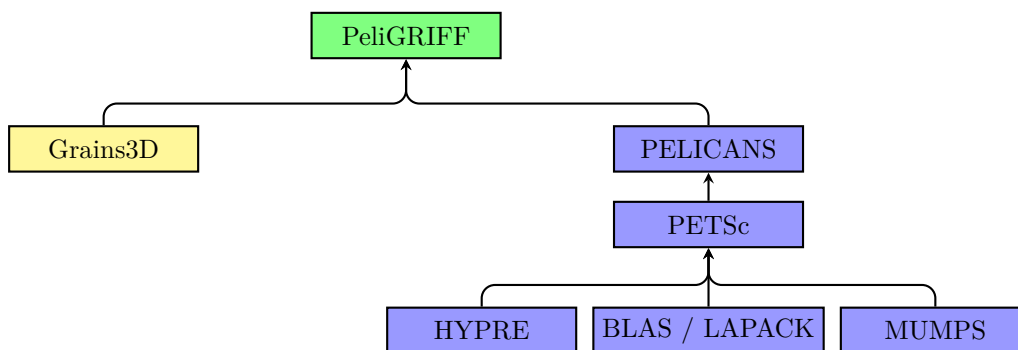 PeliGRIFF
Grains3D
PELICANS
PETSc
HYPRE
BLAS / LAPACK
MUMPS